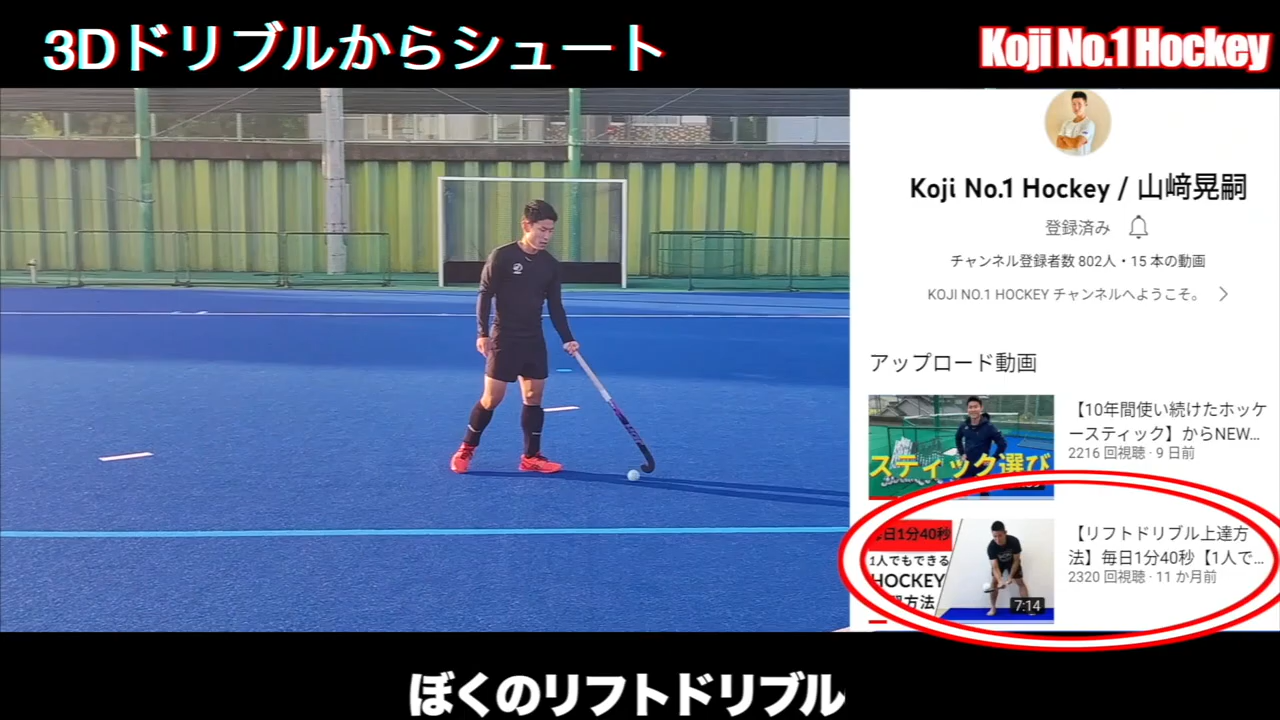 3Dドリブルからシュート
Koji No.1 Hockey
Koji No.1 Hockey / 山﨑晃嗣
登録済み
チャンネル登録者数 802人・15 本の動画
KOJI NO.1 HOCKEY チャンネルへようこそ。
アップロード動画
スティック選び
【10年間使い続けたホッケ
ースティック】からNEW…
2216 回視聴・9 日前
日1分40秒
1人でもできる
HOCKEY
方法
7:14
【リフトドリブル上達方
法】毎日1分40秒【1人で…
2320 回視聴・11 か月前
ぼくのリフトドリブル